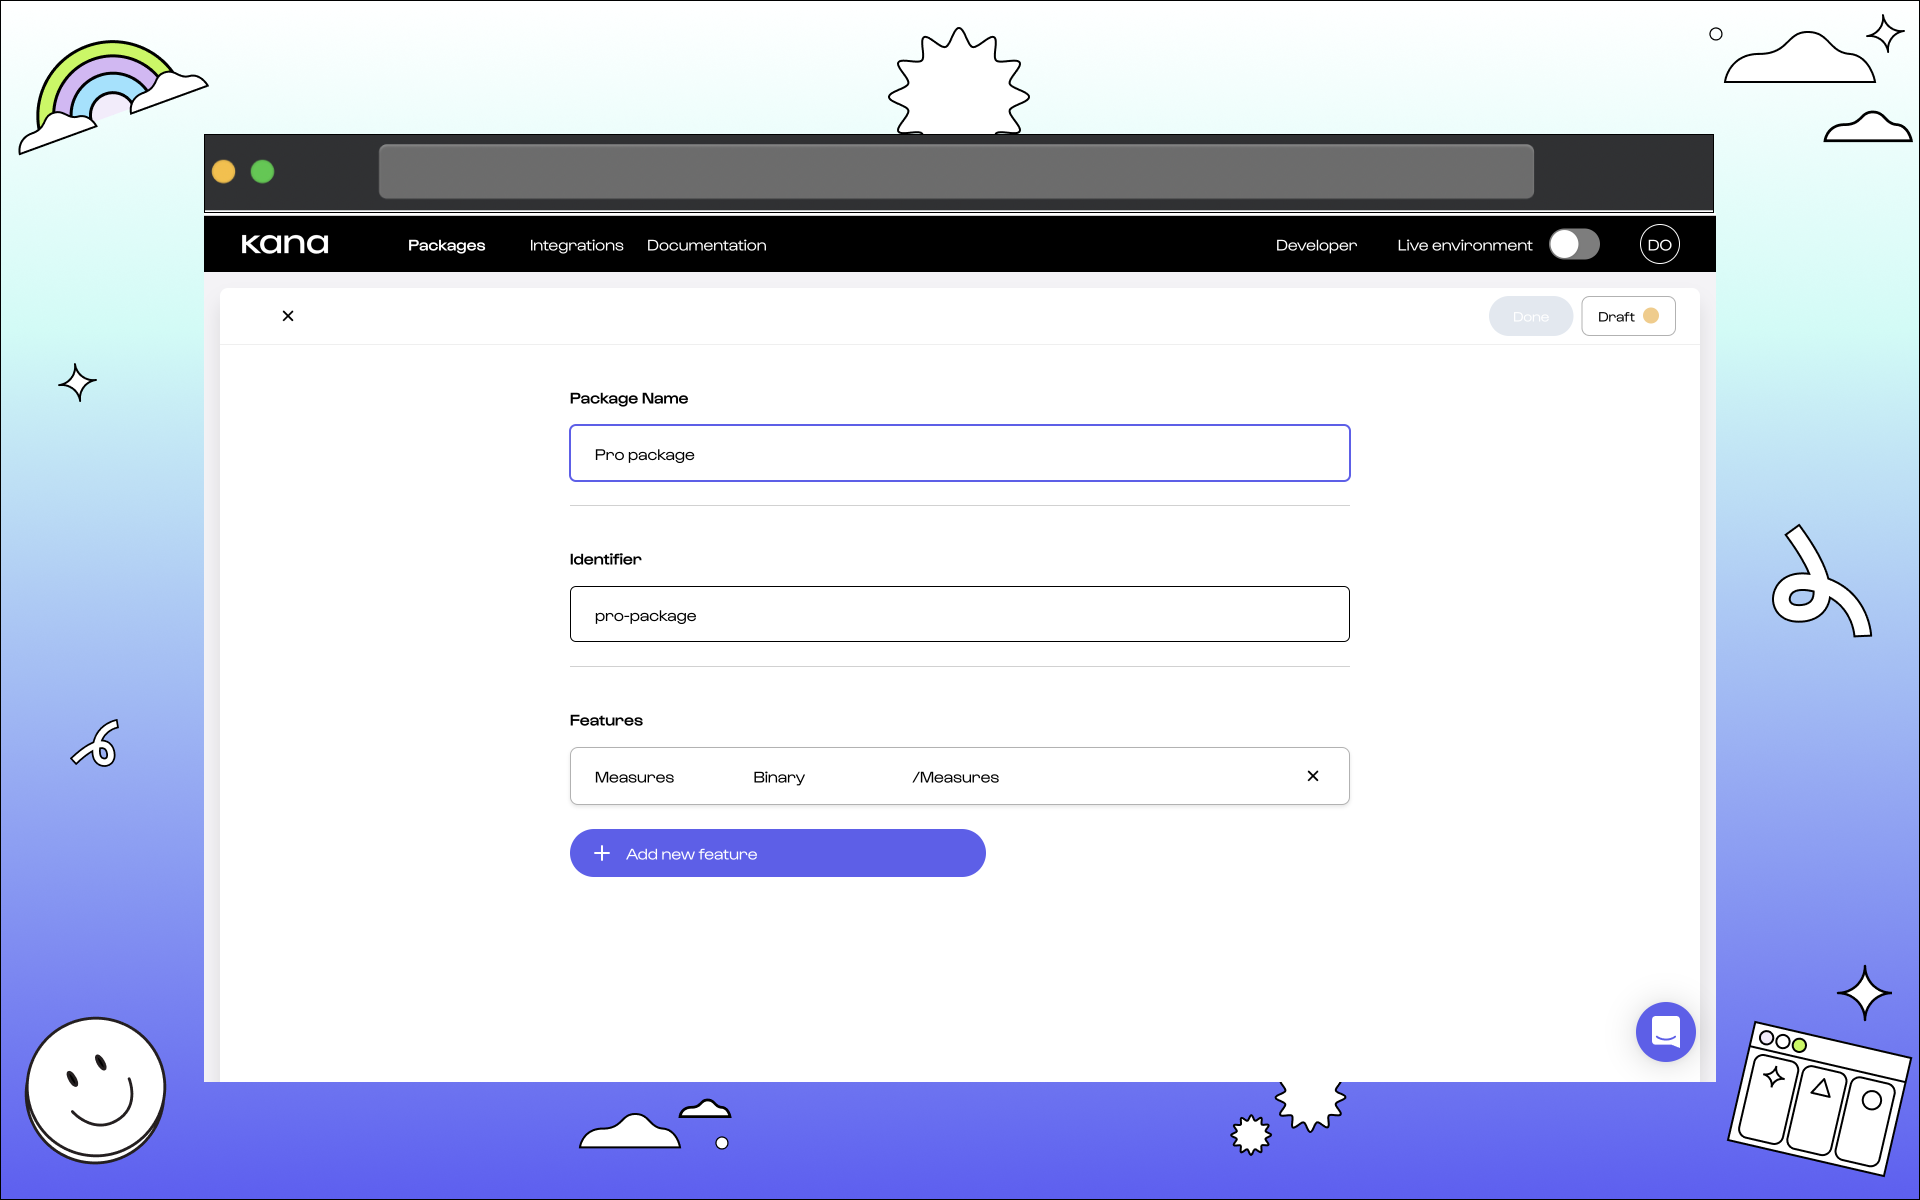 kana
Packages Integrations Documentation Developer Live environment DO
Done Draft
Package Name
Pro package
Identifier
pro-package
Features
Measures Binary /Measures
Add new feature